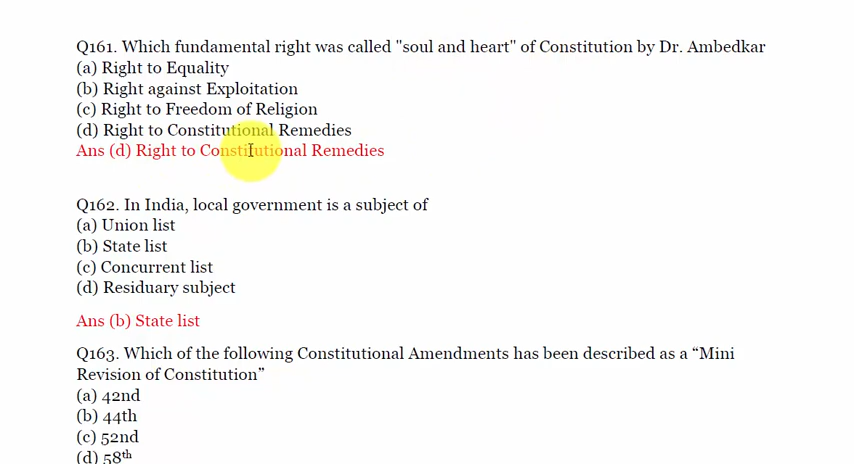 Q161. Which fundamental right was called "soul and heart" of Constitution by Dr. Ambedkar
(a) Right to Equality
(b) Right against Exploitation
(c) Right to Freedom of Religion
(d) Right to Constitutional Remedies
Ans (d) Right to Constitutional Remedies
Q162. In India, local government is a subject of
(a) Union list
(b) State list
(c) Concurrent list
(d) Residuary subject
Ans (b) State list
Q163. Which of the following Constitutional Amendments has been described as a “Mini
Revision of Constitution”
(a) 42nd
(b) 44th
(c) 52nd
(d) 58th